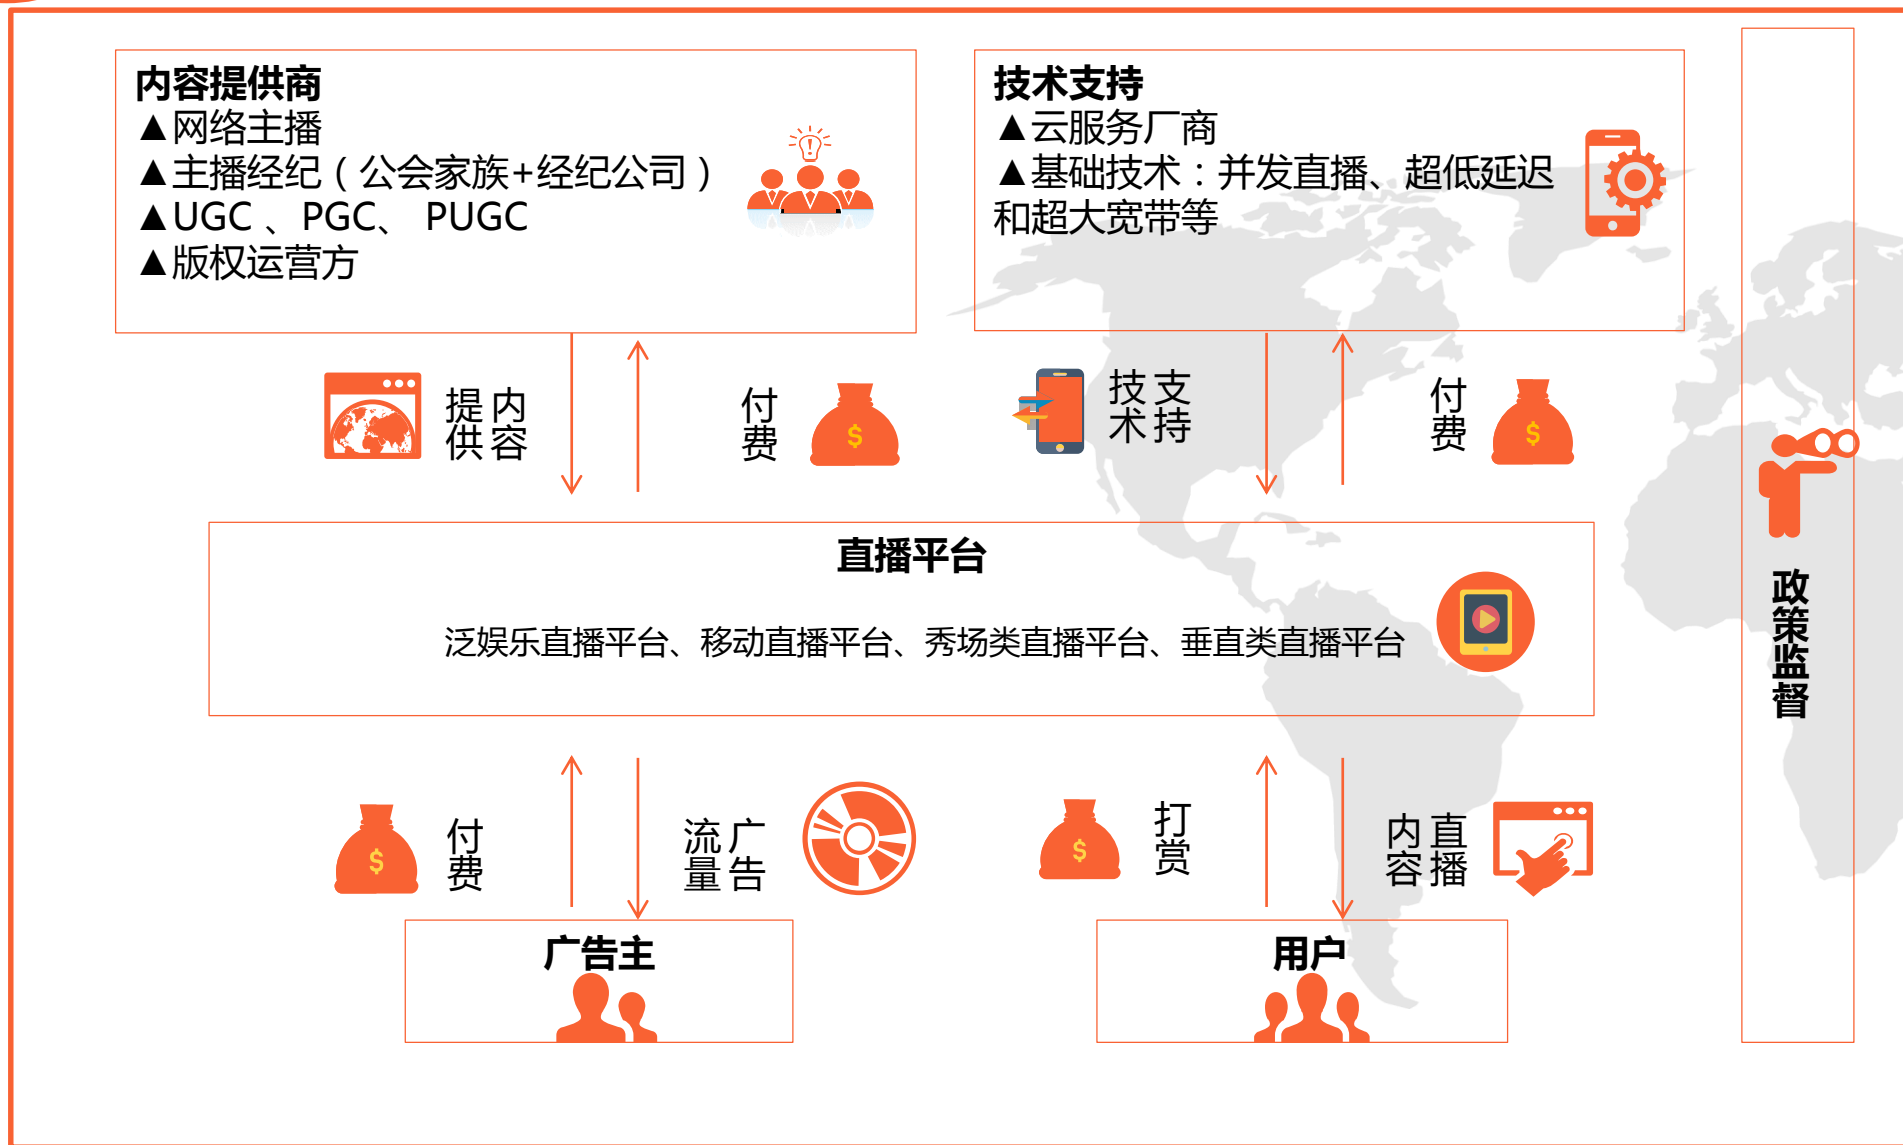 内容提供商
▲网络主播
▲主播经纪（公会家族+经纪公司）
▲UGC 、PGC、 PUGC
▲版权运营方
技术支持
▲云服务厂商
▲基础技术：并发直播、超低延迟
和超大宽带等
提供
内容
付费
技术
支持
付费
直播平台
泛娱乐直播平台、移动直播平台、秀场类直播平台、垂直类直播平台
付费
流量
广告
打赏
内容
直播
广告主
用户
政策监督